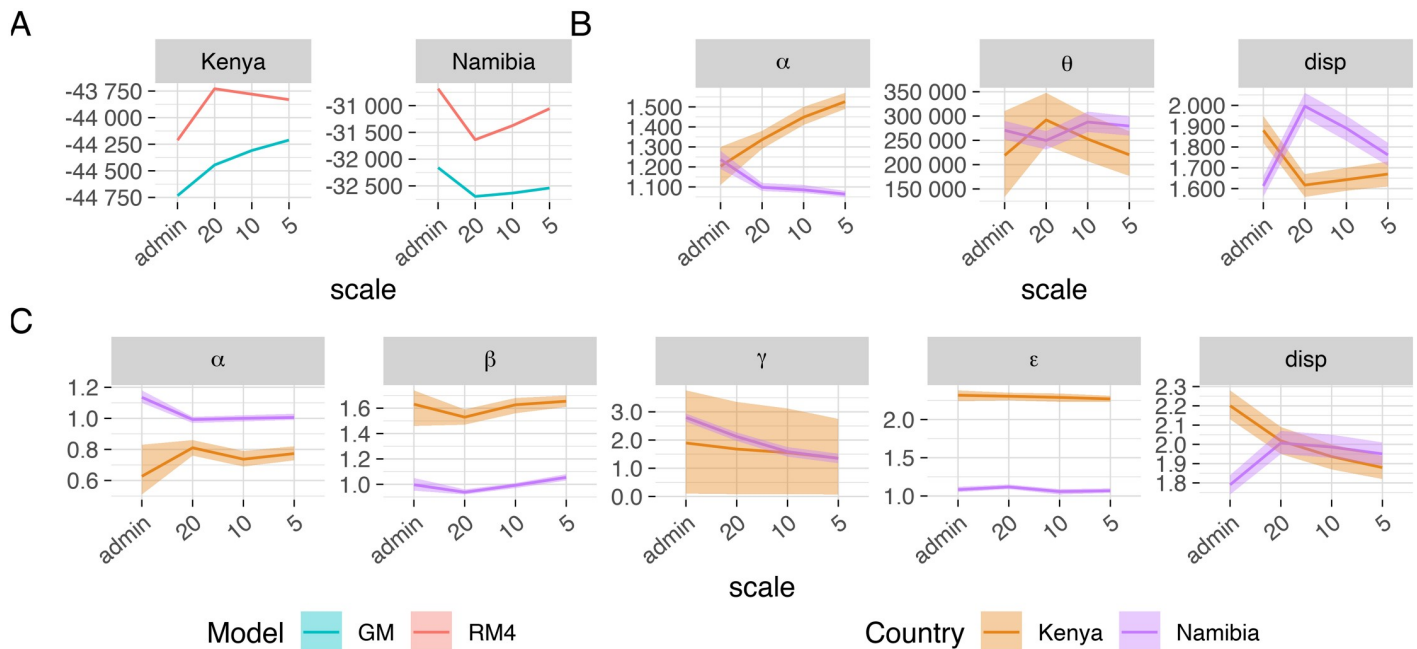 A
Kenya
Namibia
-43 750
-44 000
-44 250
-44 500
-44 750
-31 000
-31 500
-32 000
-32 500
admin
20
10
5
admin
20
10
5
scale
B
α
θ
disp
1.500
1.400
1.300
1.200
1.100
350 000
300 000
250 000
200 000
150 000
2.000
1.900
1.800
1.700
1.600
admin
20
10
5
admin
20
10
5
admin
20
10
5
scale
C
α
β
γ
ε
disp
1.2
1.0
0.8
0.6
1.6
1.4
1.2
1.0
3.0
2.0
1.0
0.0
2.0
1.5
1.0
2.3
2.2
2.1
2.0
1.9
1.8
admin
20
10
5
admin
20
10
5
admin
20
10
5
admin
20
10
5
admin
20
10
5
scale
Model GM RM4
Country Kenya Namibia